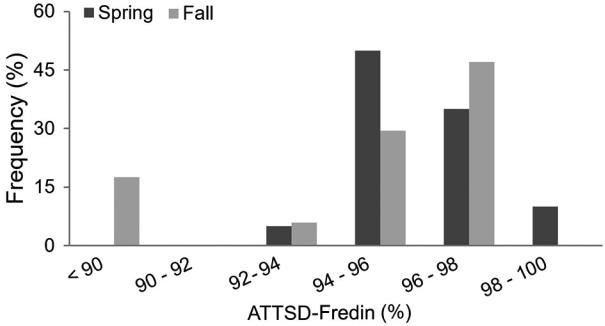 60
Spring Fall
45
30
15
0
Frequency (%)
< 90
90 - 92
92-94
94 - 96
96 - 98
98 - 100
ATTSD-Fredin (%)